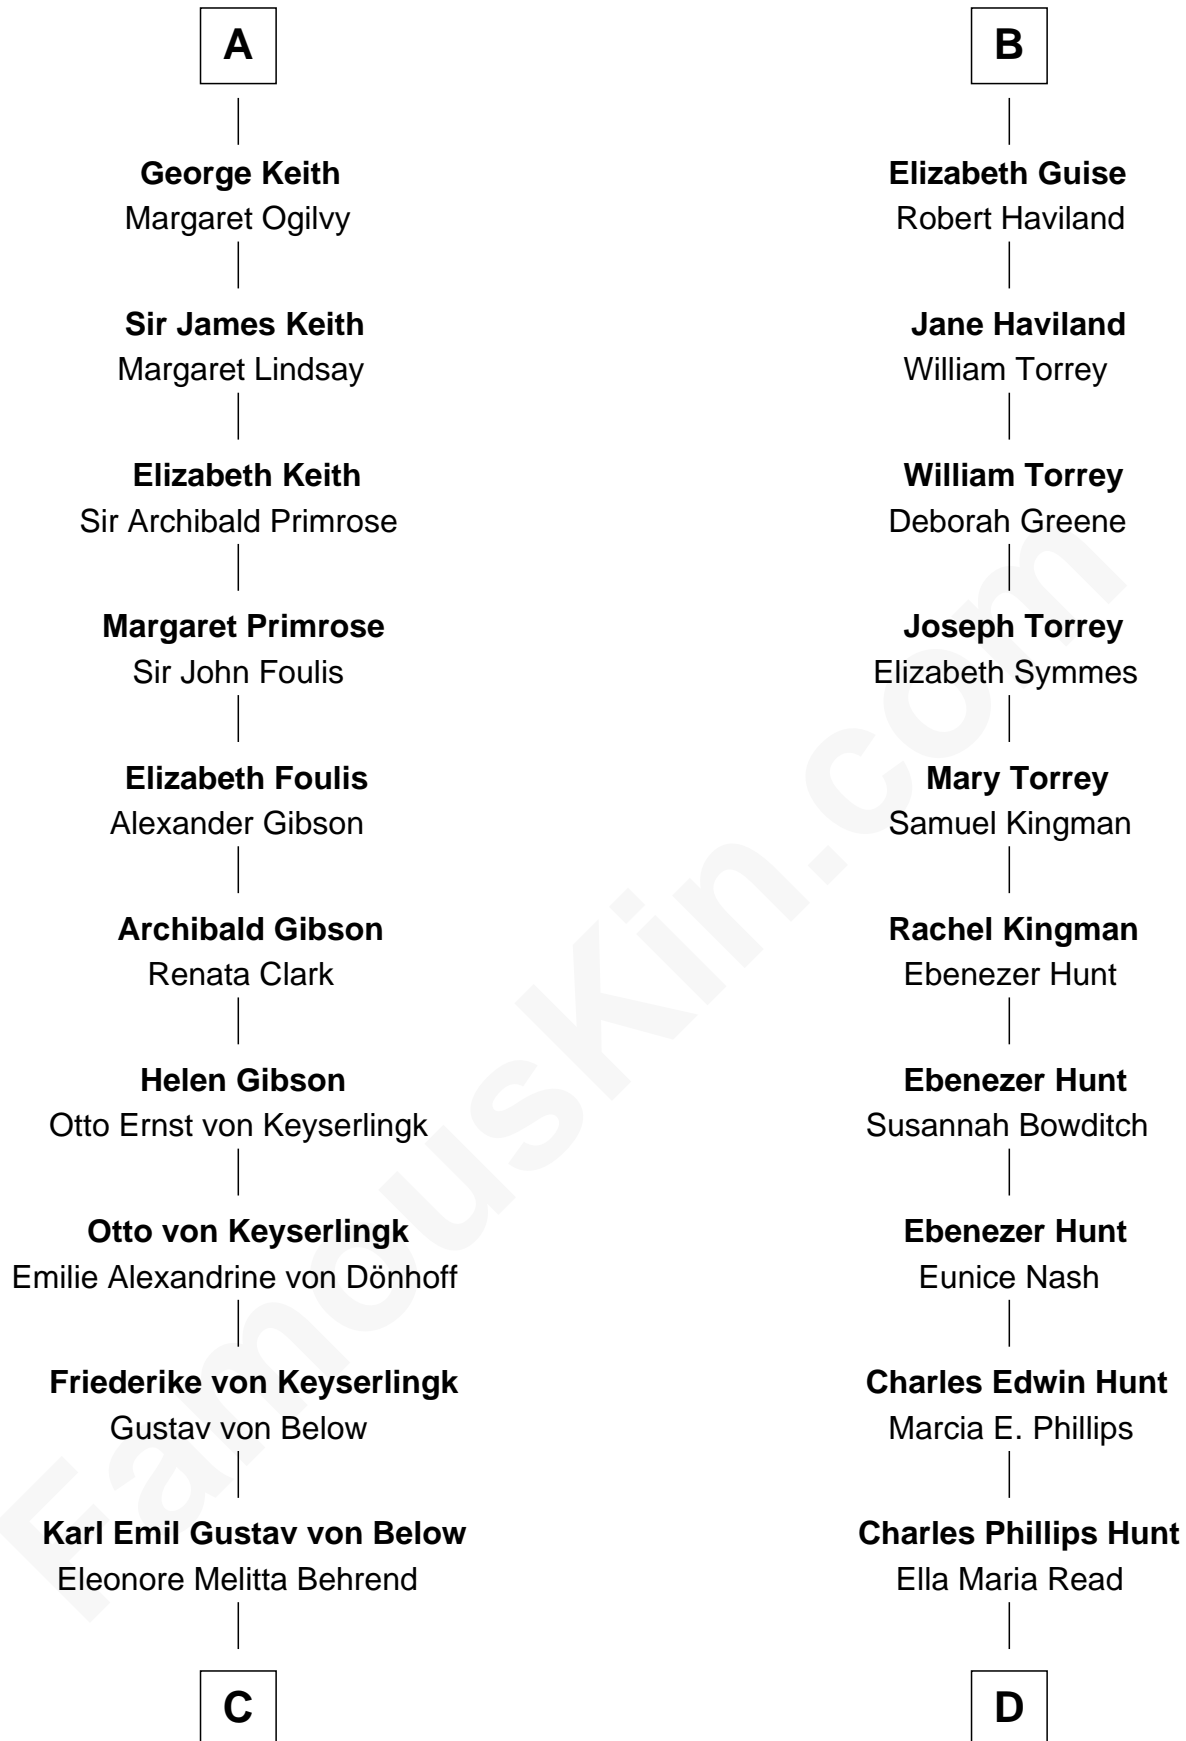 A
George Keith
Margaret Ogilvy
Sir James Keith
Margaret Lindsay
Elizabeth Keith
Sir Archibald Primrose
Margaret Primrose
Sir John Foulis
Elizabeth Foulis
Alexander Gibson
Archibald Gibson
Renata Clark
Helen Gibson
Otto Ernst von Keyserlingk
Otto von Keyserlingk
Emilie Alexandrine von Dönhoff
Friederike von Keyserlingk
Gustav von Below
Karl Emil Gustav von Below
Eleonore Melitta Behrend
C
B
Elizabeth Guise
Robert Haviland
Jane Haviland
William Torrey
William Torrey
Deborah Greene
Joseph Torrey
Elizabeth Symmes
Mary Torrey
Samuel Kingman
Rachel Kingman
Ebenezer Hunt
Ebenezer Hunt
Susannah Bowditch
Ebenezer Hunt
Eunice Nash
Charles Edwin Hunt
Marcia E. Phillips
Charles Phillips Hunt
Ella Maria Read
D
FamousKin.com